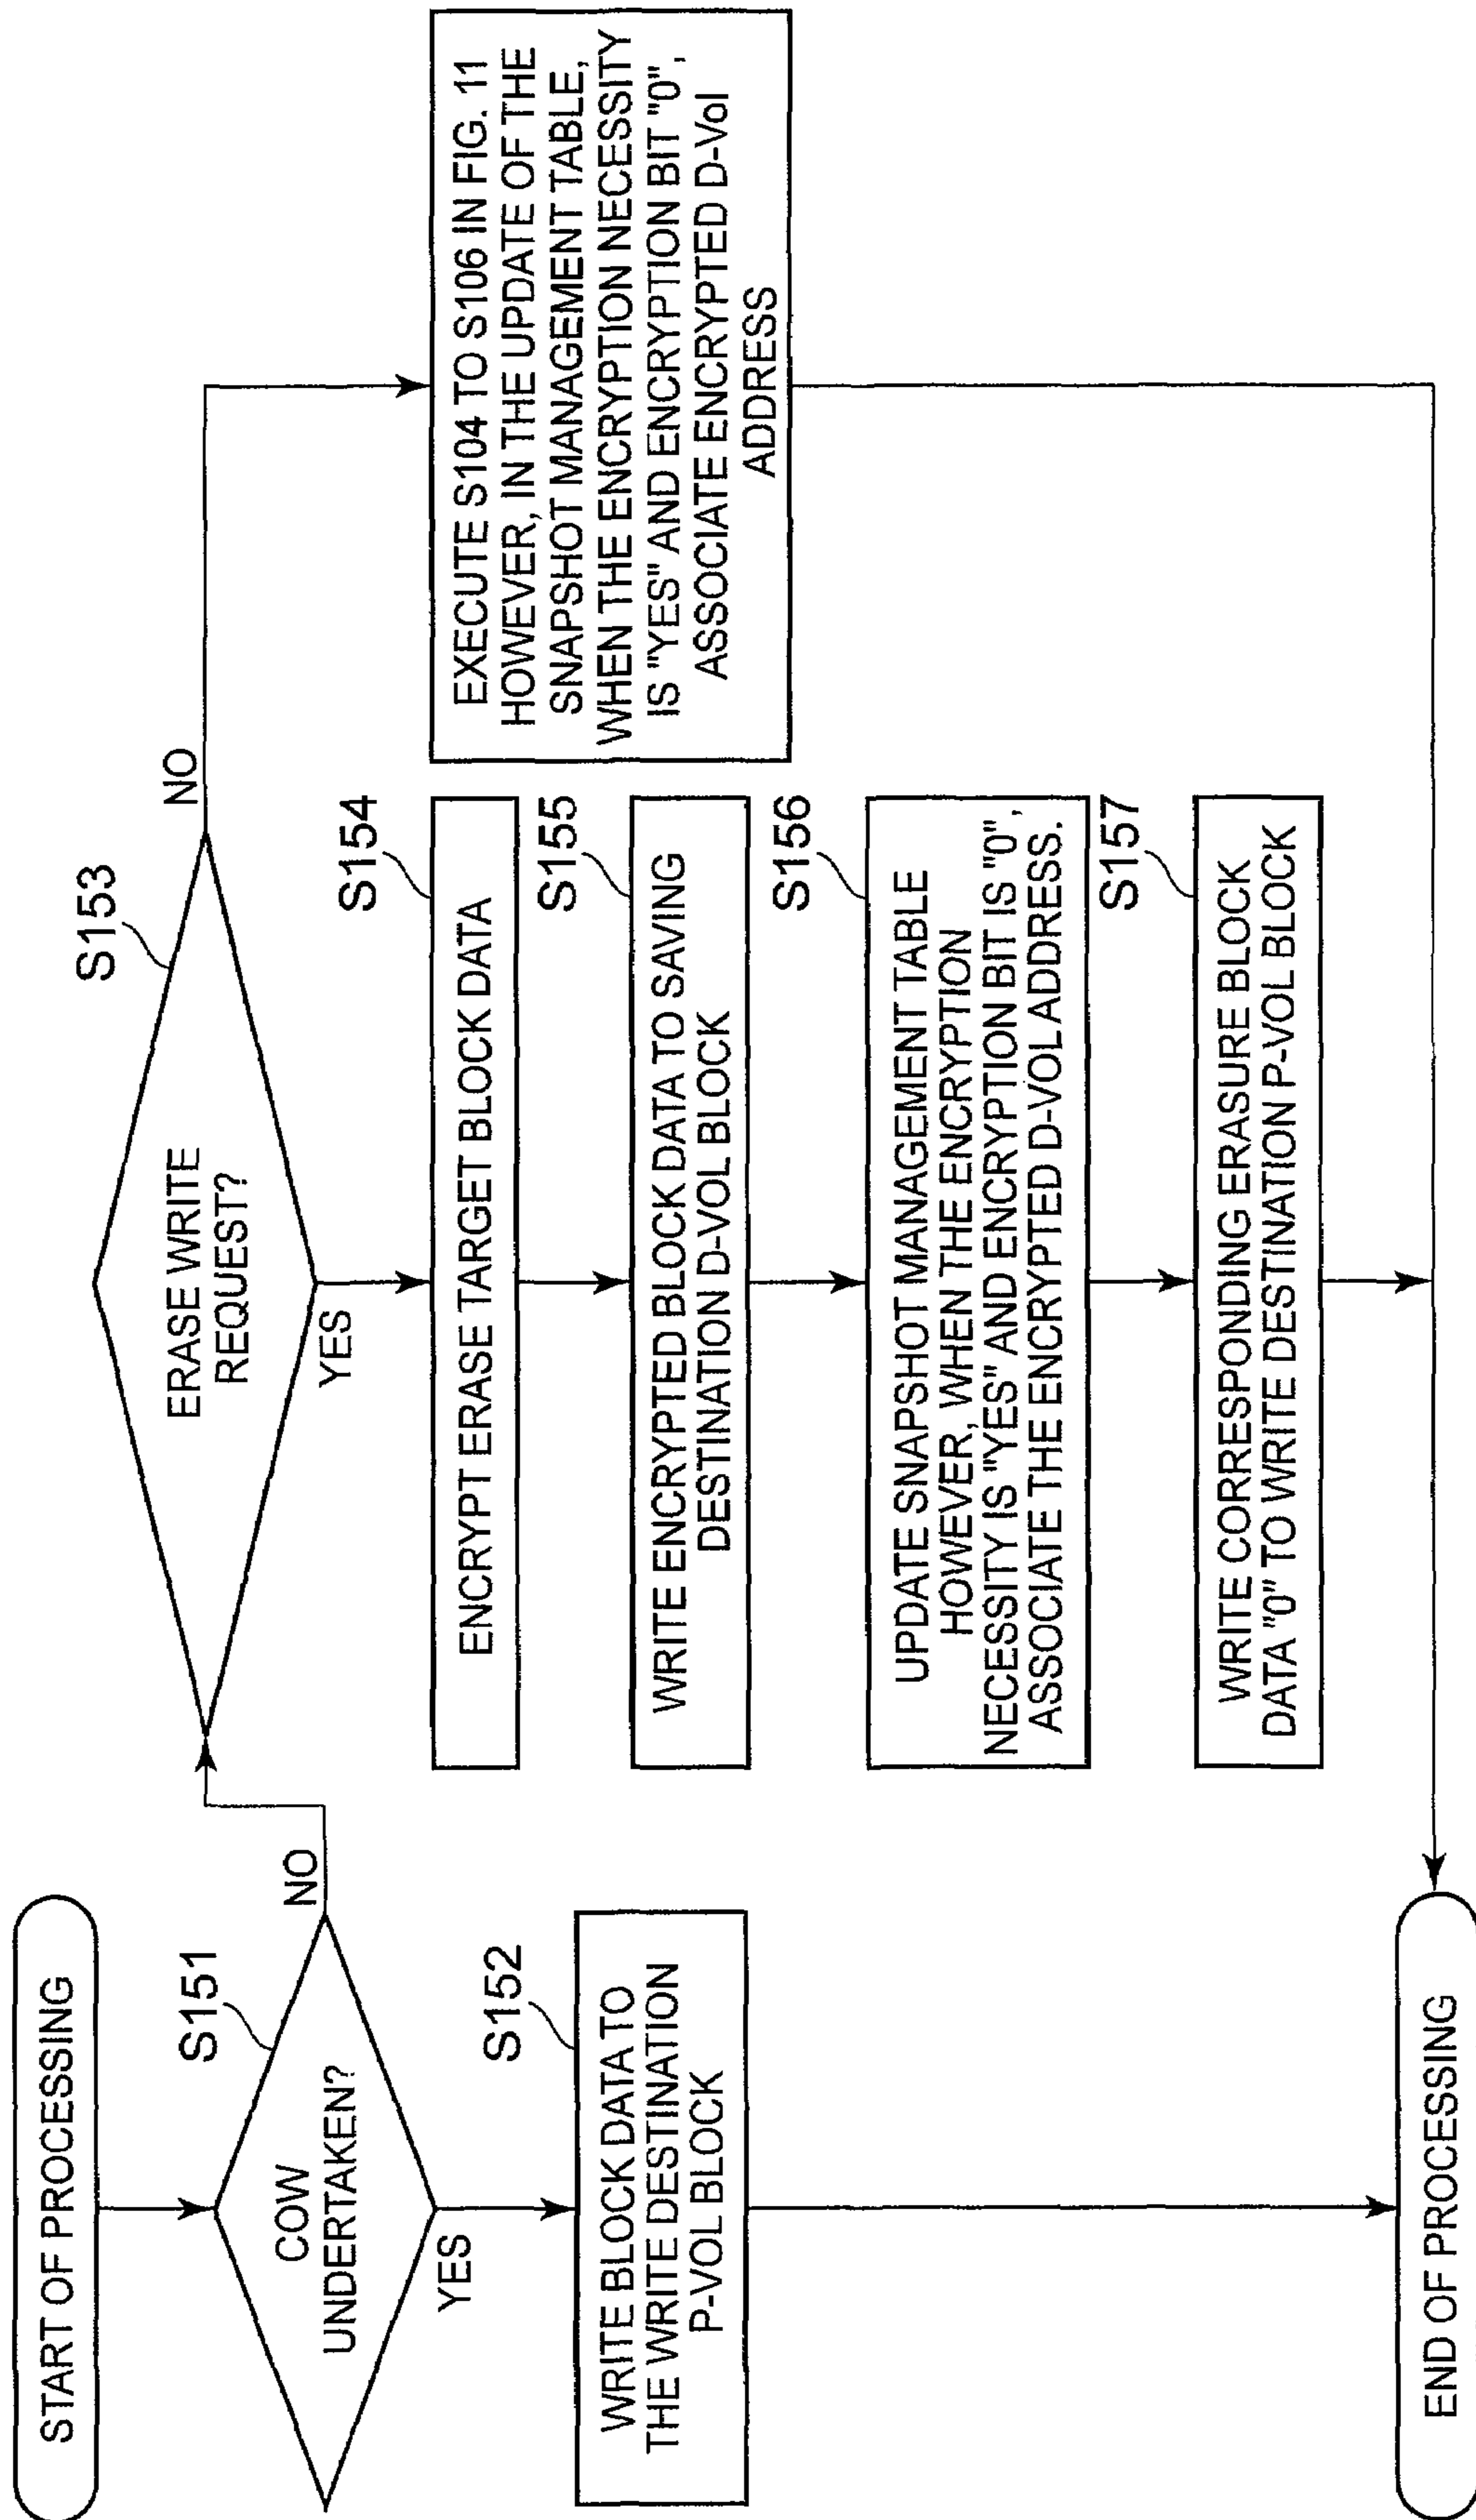 START OF PROCESSING
S151
COW
UNDERTAKEN?
NO
YES
S152
WRITE BLOCK DATA TO
THE WRITE DESTINATION
P-VOL BLOCK
S153
ERASE WRITE
REQUEST?
NO
YES
S154
ENCRYPT ERASE TARGET BLOCK DATA
S155
WRITE ENCRYPTED BLOCK DATA TO SAVING
DESTINATION D-VOL BLOCK
S156
UPDATE SNAPSHOT MANAGEMENT TABLE
HOWEVER, WHEN THE ENCRYPTION
NECESSITY IS "YES" AND ENCRYPTION BIT IS "0",
ASSOCIATE THE ENCRYPTED D-VOL ADDRESS.
S157
WRITE CORRESPONDING ERASURE BLOCK
DATA "0" TO WRITE DESTINATION P-VOL BLOCK
EXECUTE S104 TO S106 IN FIG. 11
HOWEVER, IN THE UPDATE OF THE
SNAPSHOT MANAGEMENT TABLE,
WHEN THE ENCRYPTION NECESSITY
IS "YES" AND ENCRYPTION BIT "0",
ASSOCIATE ENCRYPTED D-Vol
ADDRESS
END OF PROCESSING